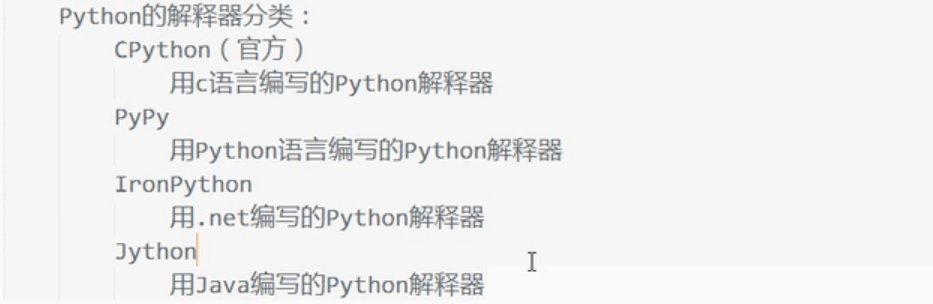 Python的解释器分类：
CPython（官方）
用c语言编写的Python解释器
PyPy
用Python语言编写的Python解释器
IronPython
用.net编写的Python解释器
Jython
用Java编写的Python解释器